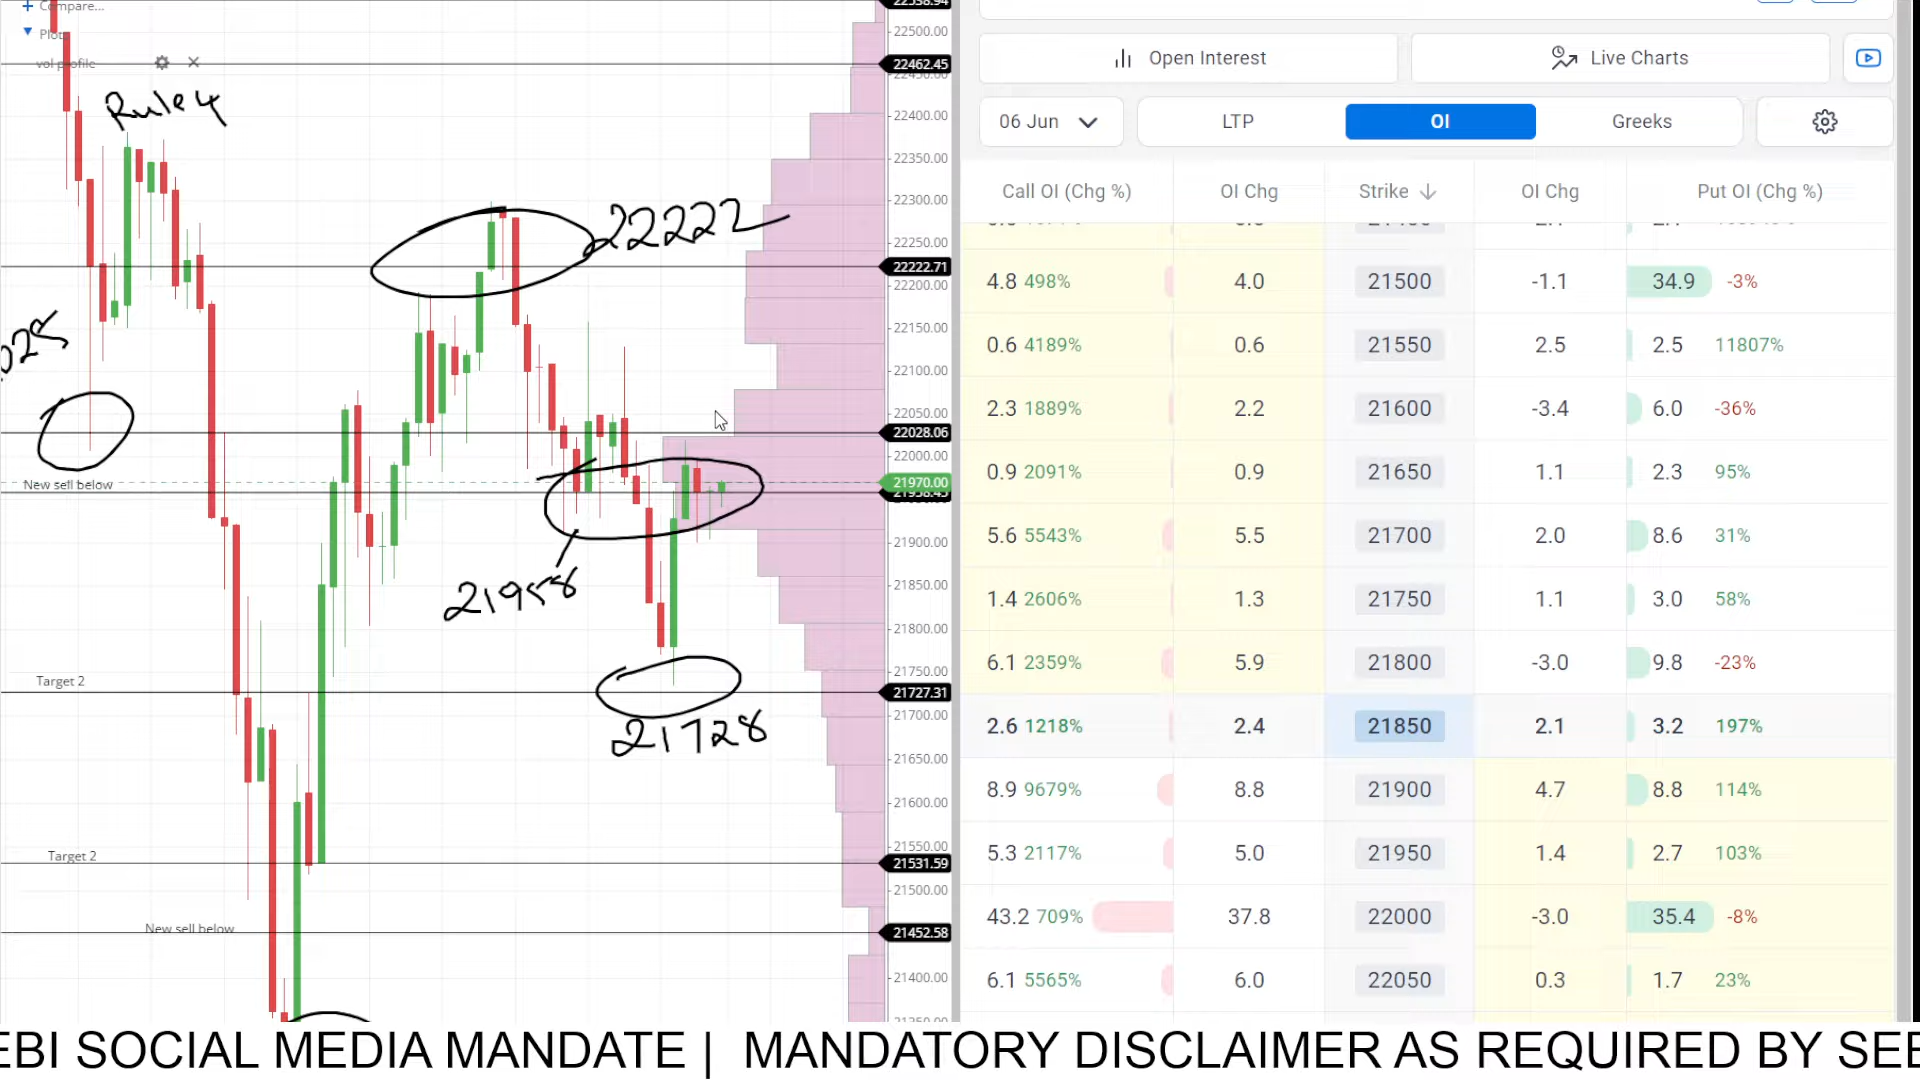 Compare...
22500.00
vol profile
22462.45
22450.00
Rule 4
22400.00
22350.00
22300.00
22222
22250.00
22222.71
22200.00
22150.00
22100.00
22050.00
22028.06
22000.00
New sell below
21970.00
21958.45
21900.00
21958
21850.00
21800.00
21750.00
Target 2
21727.31
21700.00
21728
21650.00
21600.00
21550.00
Target 2
21531.59
21500.00
New sell below
21452.58
21400.00
Open Interest Live Charts
06 Jun LTP OI Greeks
Call OI (Chg %) OI Chg Strike ↓ OI Chg Put OI (Chg %)
4.8 498% 4.0 21500 -1.1 34.9 -3%
0.6 4189% 0.6 21550 2.5 2.5 11807%
2.3 1889% 2.2 21600 -3.4 6.0 -36%
0.9 2091% 0.9 21650 1.1 2.3 95%
5.6 5543% 5.5 21700 2.0 8.6 31%
1.4 2606% 1.3 21750 1.1 3.0 58%
6.1 2359% 5.9 21800 -3.0 9.8 -23%
2.6 1218% 2.4 21850 2.1 3.2 197%
8.9 9679% 8.8 21900 4.7 8.8 114%
5.3 2117% 5.0 21950 1.4 2.7 103%
43.2 709% 37.8 22000 -3.0 35.4 -8%
6.1 5565% 6.0 22050 0.3 1.7 23%
EBI SOCIAL MEDIA MANDATE | MANDATORY DISCLAIMER AS REQUIRED BY SEE